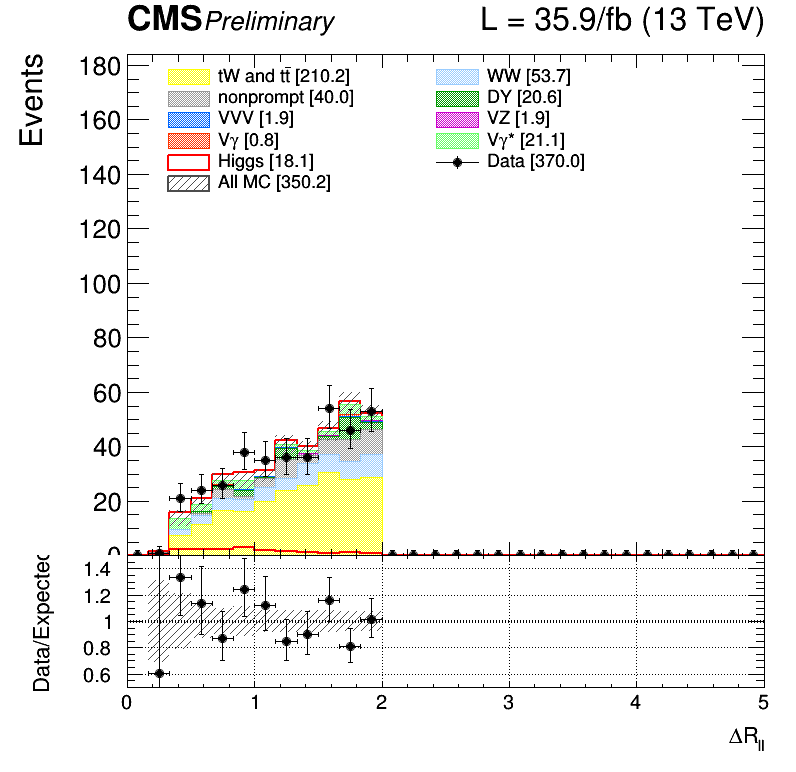 CMS Preliminary L = 35.9/fb (13 TeV)
Events
180
160
140
120
100
80
60
40
20
0
tW and tt̄ [210.2]
nonprompt [40.0]
VVV [1.9]
Vγ [0.8]
Higgs [18.1]
All MC [350.2]
WW [53.7]
DY [20.6]
VZ [1.9]
Vγ* [21.1]
Data [370.0]
Data/Expected
1.4
1.2
1
0.8
0.6
0 1 2 3 4 5
ΔR_ll